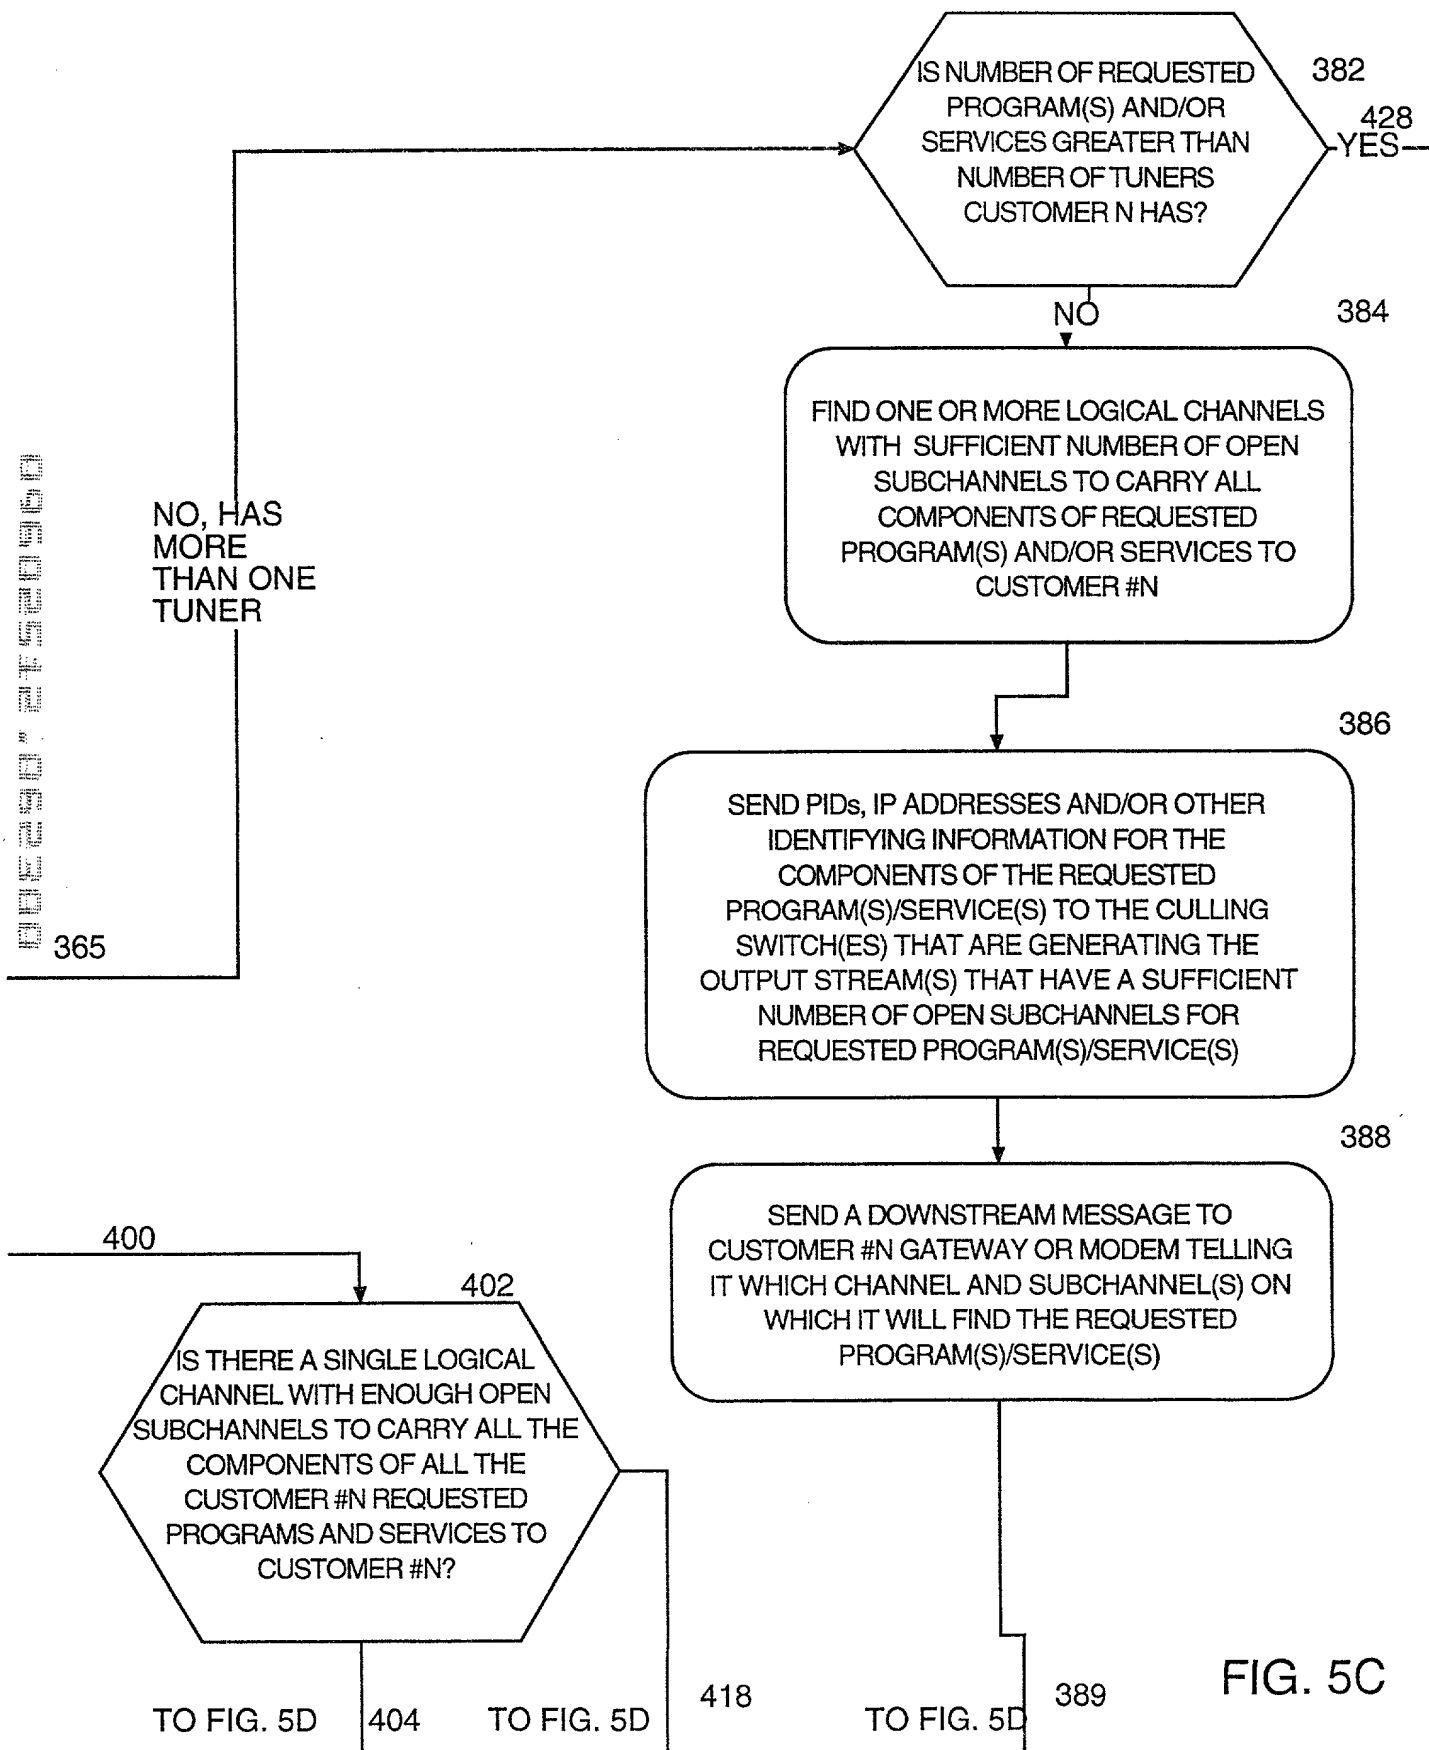 IS NUMBER OF REQUESTED
PROGRAM(S) AND/OR
SERVICES GREATER THAN
NUMBER OF TUNERS
CUSTOMER N HAS?
382
428
YES
NO
384
FIND ONE OR MORE LOGICAL CHANNELS
WITH SUFFICIENT NUMBER OF OPEN
SUBCHANNELS TO CARRY ALL
COMPONENTS OF REQUESTED
PROGRAM(S) AND/OR SERVICES TO
CUSTOMER #N
NO, HAS
MORE
THAN ONE
TUNER
365
386
SEND PIDs, IP ADDRESSES AND/OR OTHER
IDENTIFYING INFORMATION FOR THE
COMPONENTS OF THE REQUESTED
PROGRAM(S)/SERVICE(S) TO THE CULLING
SWITCH(ES) THAT ARE GENERATING THE
OUTPUT STREAM(S) THAT HAVE A SUFFICIENT
NUMBER OF OPEN SUBCHANNELS FOR
REQUESTED PROGRAM(S)/SERVICE(S)
388
SEND A DOWNSTREAM MESSAGE TO
CUSTOMER #N GATEWAY OR MODEM TELLING
IT WHICH CHANNEL AND SUBCHANNEL(S) ON
WHICH IT WILL FIND THE REQUESTED
PROGRAM(S)/SERVICE(S)
400
402
IS THERE A SINGLE LOGICAL
CHANNEL WITH ENOUGH OPEN
SUBCHANNELS TO CARRY ALL THE
COMPONENTS OF ALL THE
CUSTOMER #N REQUESTED
PROGRAMS AND SERVICES TO
CUSTOMER #N?
TO FIG. 5D
404
TO FIG. 5D
418
TO FIG. 5D
389
FIG. 5C